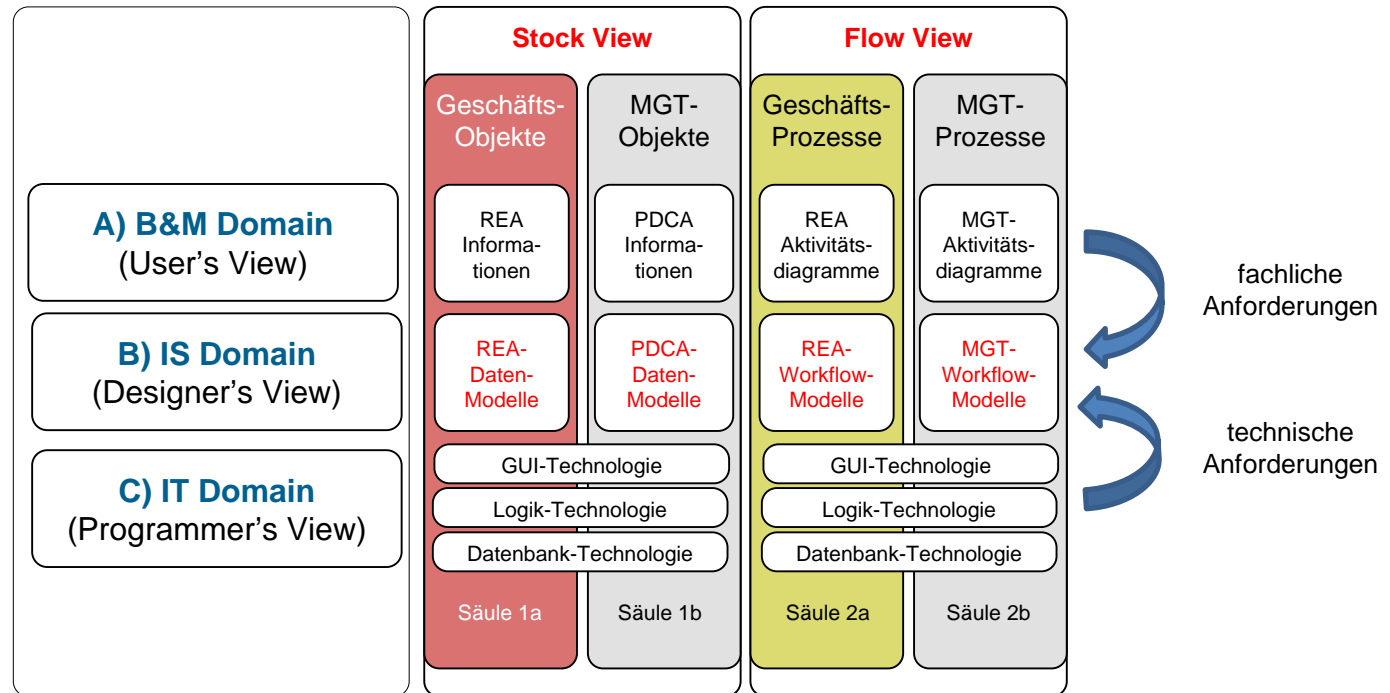 Stock View
Flow View
Geschäfts-
Objekte
MGT-
Objekte
Geschäfts-
Prozesse
MGT-
Prozesse
A) B&M Domain
(User's View)
REA
Informa-
tionen
PDCA
Informa-
tionen
REA
Aktivitäts-
diagramme
MGT-
Aktivitäts-
diagramme
fachliche
Anforderungen
B) IS Domain
(Designer's View)
REA-
Daten-
Modelle
PDCA-
Daten-
Modelle
REA-
Workflow-
Modelle
MGT-
Workflow-
Modelle
technische
Anforderungen
C) IT Domain
(Programmer's View)
GUI-Technologie
GUI-Technologie
Logik-Technologie
Logik-Technologie
Datenbank-Technologie
Datenbank-Technologie
Säule 1a
Säule 1b
Säule 2a
Säule 2b